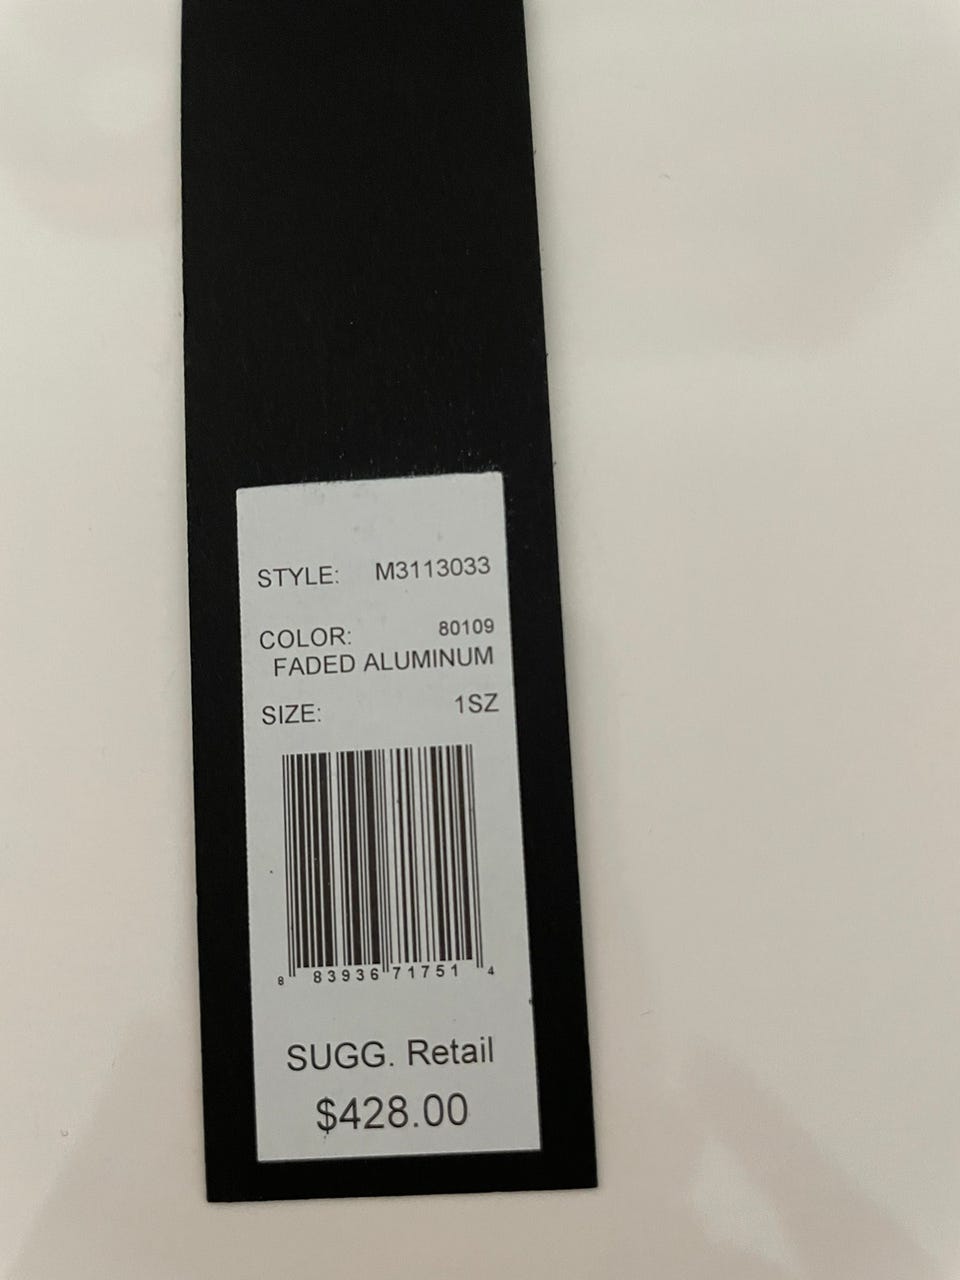 STYLE: M3113033
COLOR: 80109
FADED ALUMINUM
SIZE: 1SZ
8 83936 71751 4
SUGG. Retail
$428.00